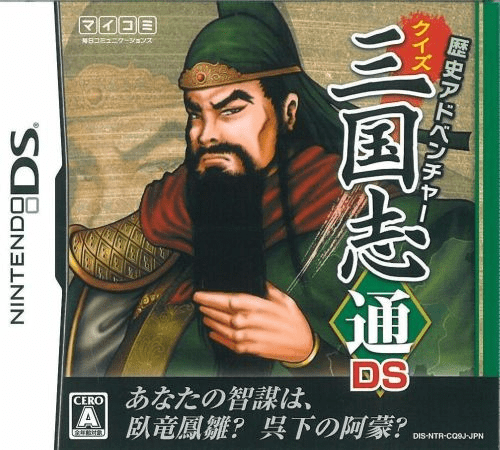 マイコミ
毎日コミュニケーションズ
歴史アドベンチャー
クイズ
三国志
通
DS
NINTENDO DS
TM
CERO
A
全年齢対象
あなたの智謀は、
臥竜鳳雛? 呉下の阿蒙?
DIS-NTR-CQ9J-JPN